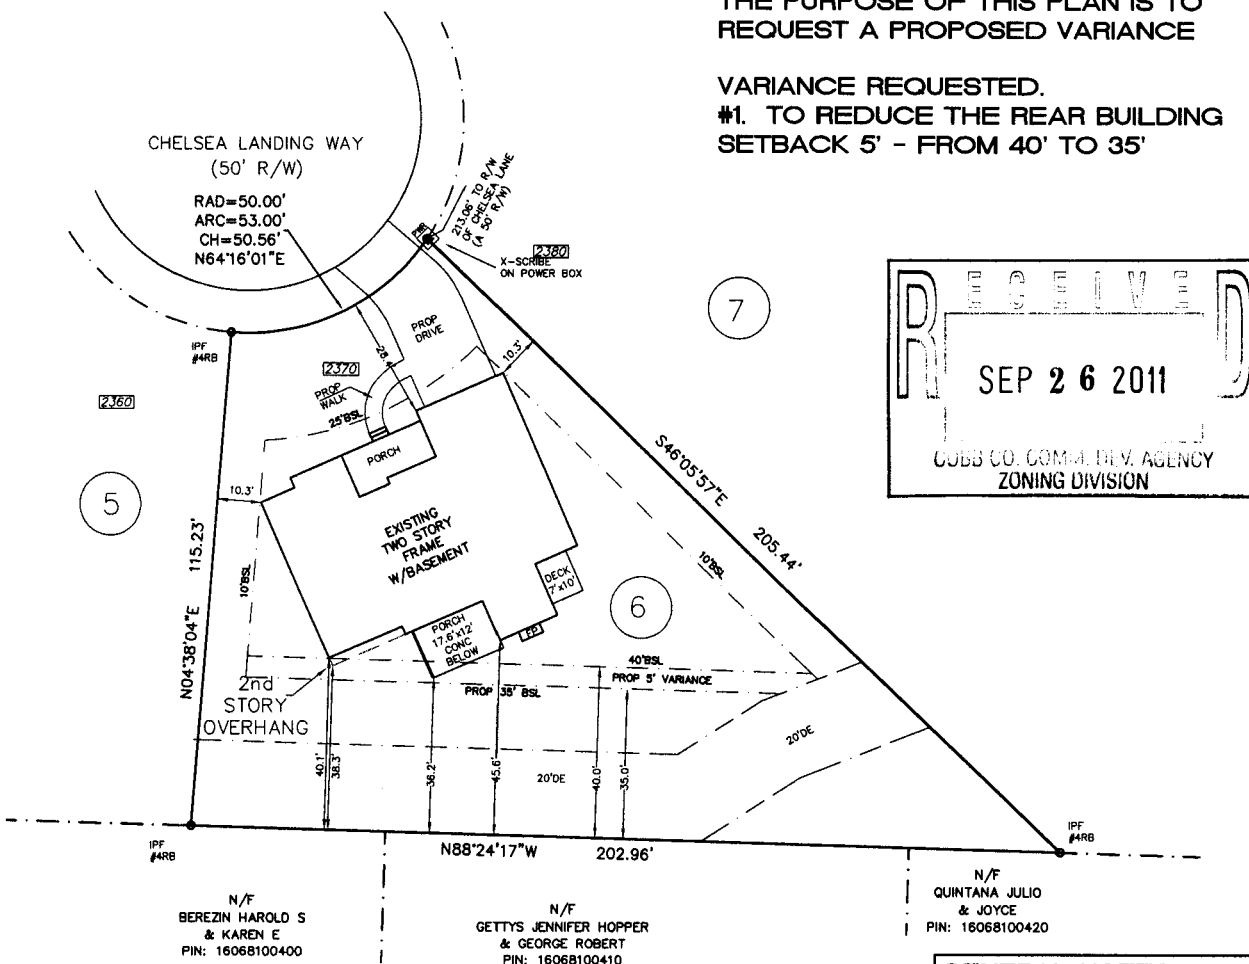 THE PURPOSE OF THIS PLAN IS TO
REQUEST A PROPOSED VARIANCE
VARIANCE REQUESTED.
#1. TO REDUCE THE REAR BUILDING
SETBACK 5' - FROM 40' TO 35'
CHELSEA LANDING WAY
(50' R/W)
RAD=50.00'
ARC=53.00'
CH=50.56'
N64°16'01"E
213.06' TO R/W
OF CHELSEA LANE
(A 50' R/W)
PWR
2380
X-SCRIBE
ON POWER BOX
7
RECEIVED
SEP 26 2011
COBB CO. COMM. DEV. AGENCY
ZONING DIVISION
IPF
#4RB
2370
2360
PROP
DRIVE
28.4'
10.3'
PROP
WALK
25'BSL
PORCH
5
10.3'
EXISTING
TWO STORY
FRAME
W/BASEMENT
S46°05'57"E
205.44'
10'BSL
N04°38'04"E 115.23'
10'BSL
DECK
7'x10'
6
PORCH
17.6'x12'
CONC
BELOW
FP
40'BSL
PROP 5' VARIANCE
PROP 35' BSL
2nd
STORY
OVERHANG
20'DE
20'DE
40.1'
38.3'
36.2'
45.6'
40.0'
35.0'
IPF
#4RB
N88°24'17"W 202.96'
IPF
#4RB
N/F
BEREZIN HAROLD S
& KAREN E
PIN: 16068100400
N/F
GETTYS JENNIFER HOPPER
& GEORGE ROBERT
PIN: 16068100410
N/F
QUINTANA JULIO
& JOYCE
PIN: 16068100420